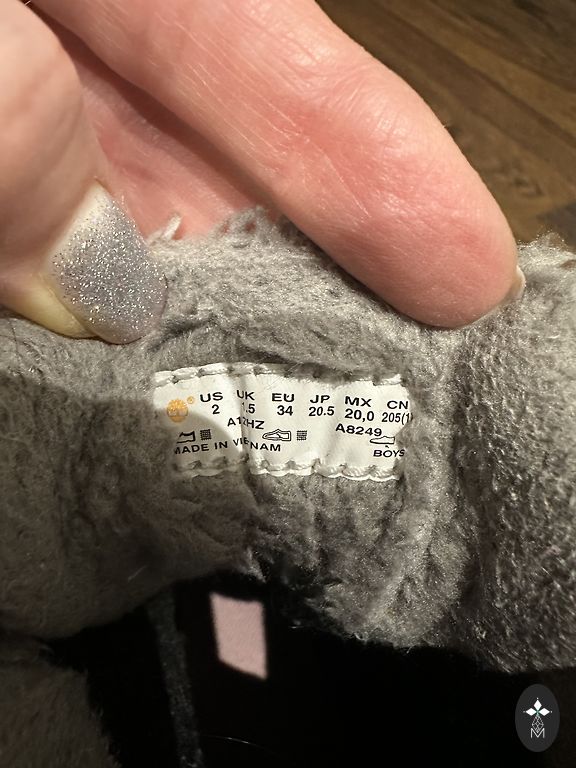 US UK EU JP MX CN
2 34 20.5 20,0
A8249
MADE IN
BOYS